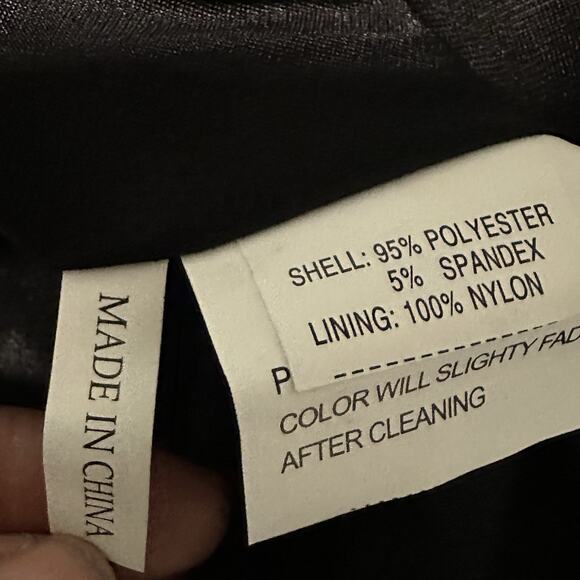 SHELL: 95% POLYESTER
5% SPANDEX
LINING: 100% NYLON
P
COLOR WILL SLIGHTY FAD
AFTER CLEANING
MADE IN CHINA